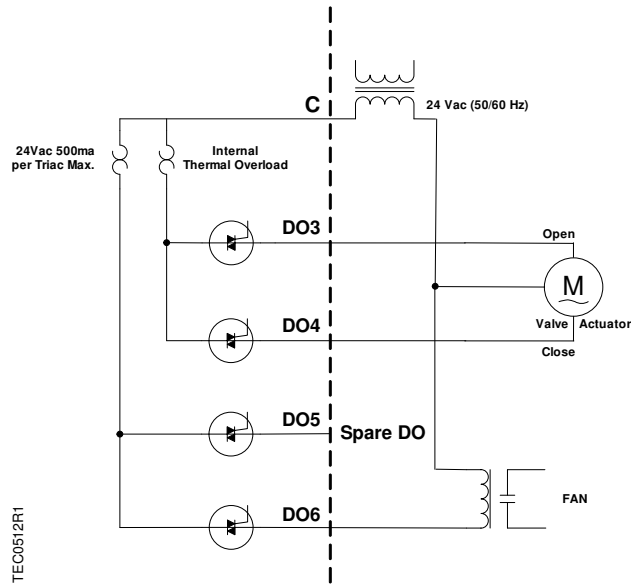 C
24 Vac (50/60 Hz)
24Vac 500ma
per Triac Max.
Internal
Thermal Overload
DO3
Open
M
Valve Actuator
DO4
Close
DO5
Spare DO
DO6
FAN
TEC0512R1